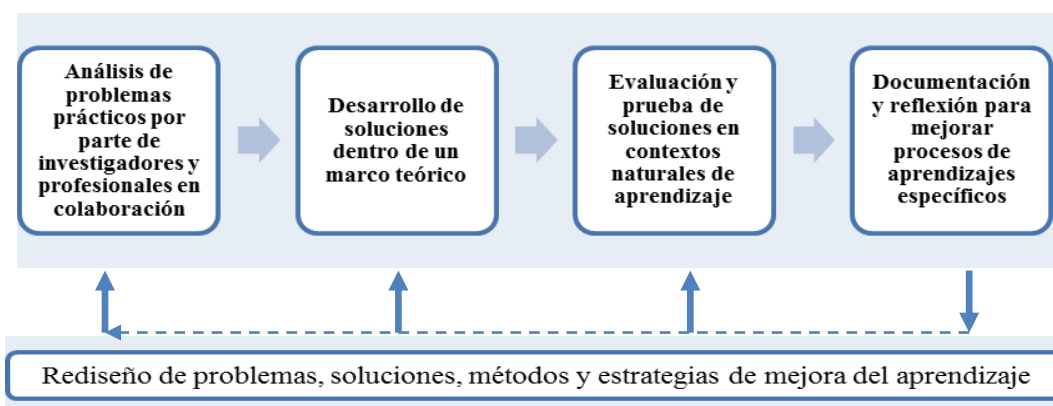 Análisis de
problemas
prácticos por
parte de
investigadores y
profesionales en
colaboración
Desarrollo de
soluciones
dentro de un
marco teórico
Evaluación y
prueba de
soluciones en
contextos
naturales de
aprendizaje
Documentación
y reflexión para
mejorar
procesos de
aprendizajes
específicos
Rediseño de problemas, soluciones, métodos y estrategias de mejora del aprendizaje